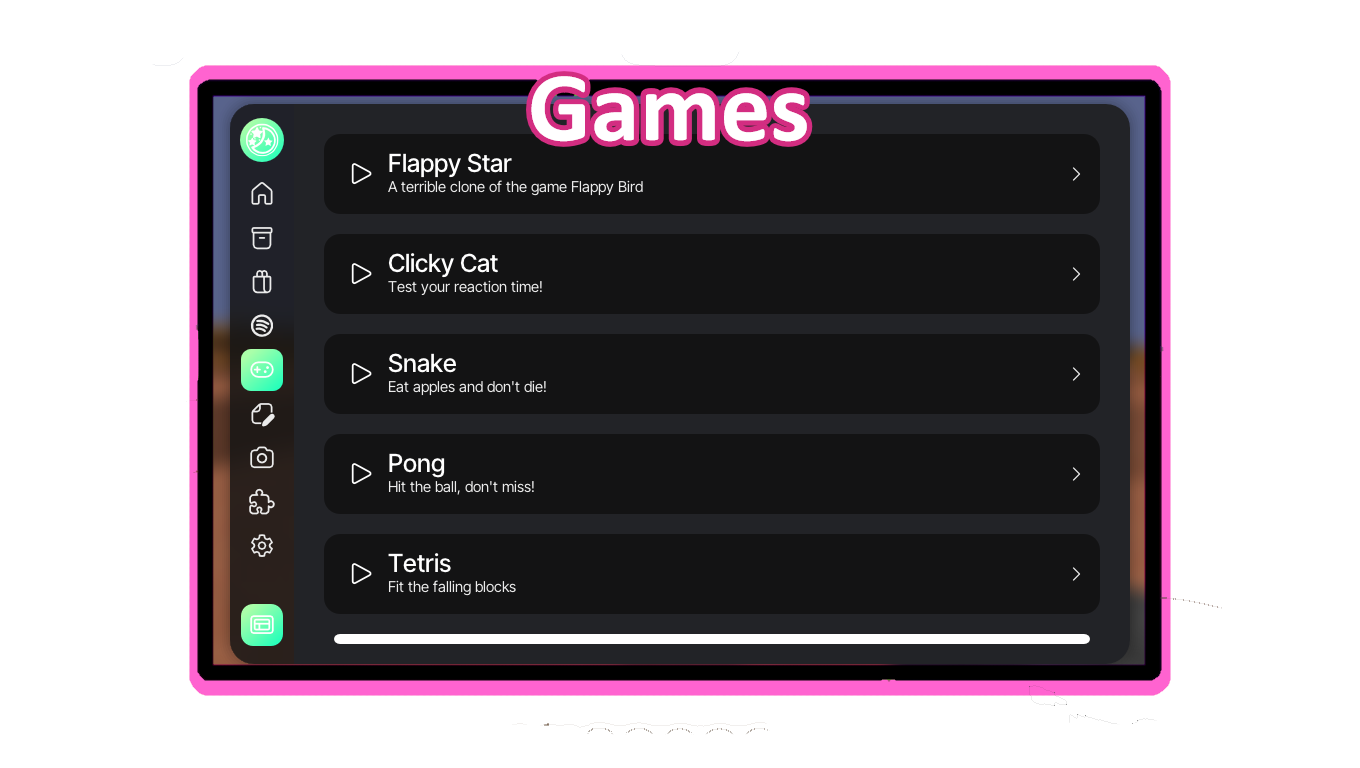 Games
Flappy Star
A terrible clone of the game Flappy Bird
Clicky Cat
Test your reaction time!
Snake
Eat apples and don't die!
Pong
Hit the ball, don't miss!
Tetris
Fit the falling blocks